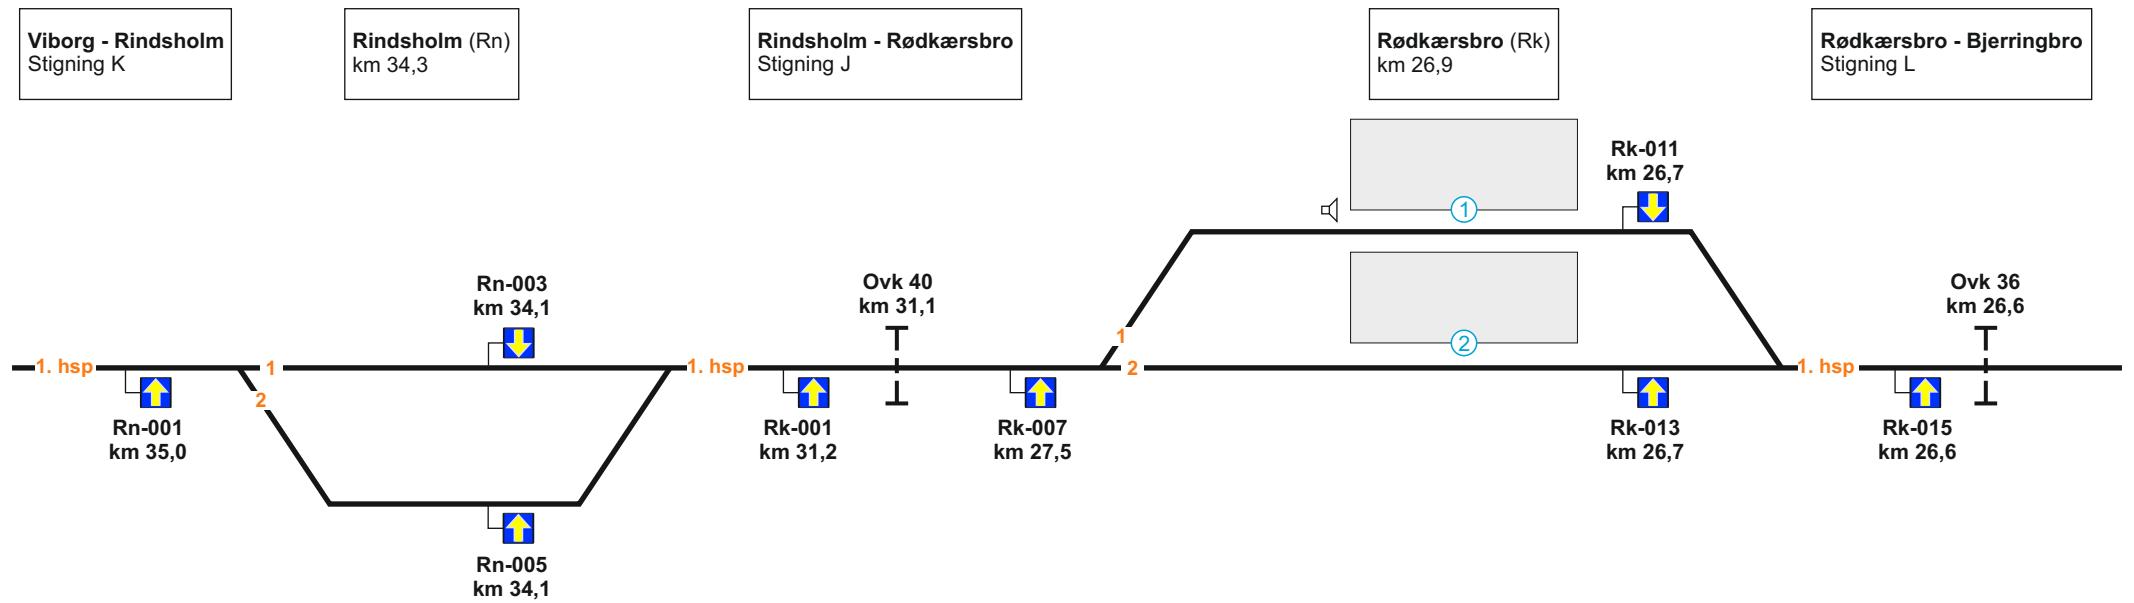 Viborg - Rindsholm
Stigning K
Rindsholm (Rn)
km 34,3
Rindsholm - Rødkærsbro
Stigning J
Rødkærsbro (Rk)
km 26,9
Rødkærsbro - Bjerringbro
Stigning L
Rk-011
km 26,7
1
Rn-003
km 34,1
Ovk 40
km 31,1
Ovk 36
km 26,6
1
2
1. hsp
1
1. hsp
2
1. hsp
2
Rn-001
km 35,0
Rk-001
km 31,2
Rk-007
km 27,5
Rk-013
km 26,7
Rk-015
km 26,6
Rn-005
km 34,1